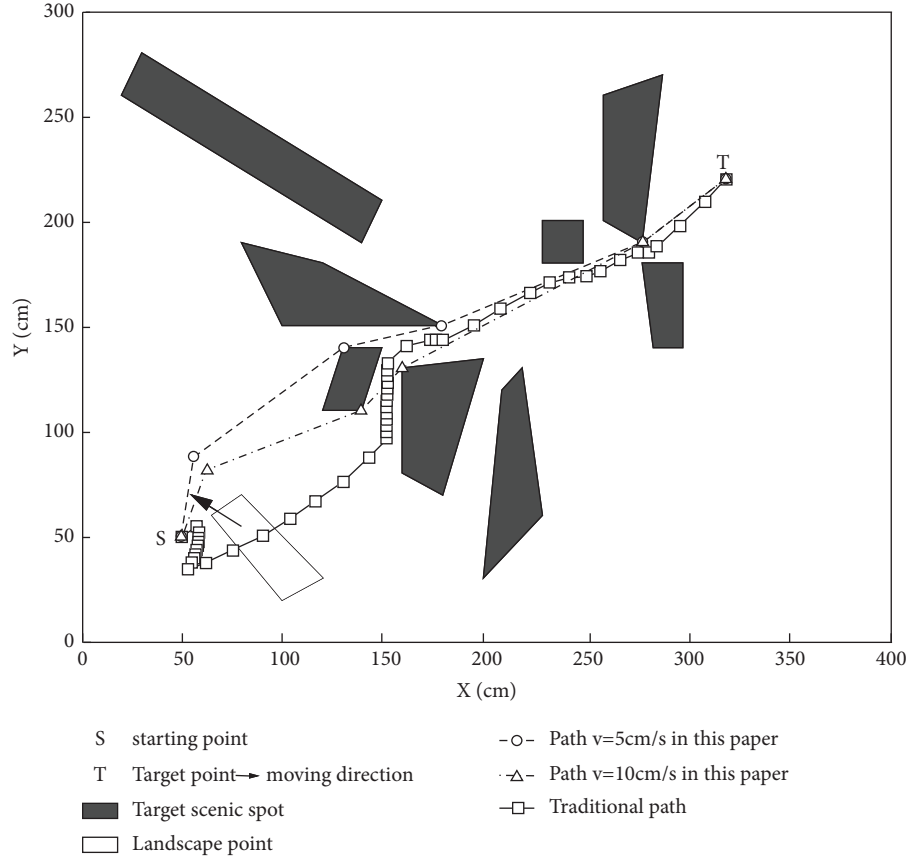 300
250
200
150
100
50
0
Y (cm)
T
S
0 50 100 150 200 250 300 350 400
X (cm)
S starting point
T Target point moving direction
Target scenic spot
Landscape point
Path v=5cm/s in this paper
Path v=10cm/s in this paper
Traditional path